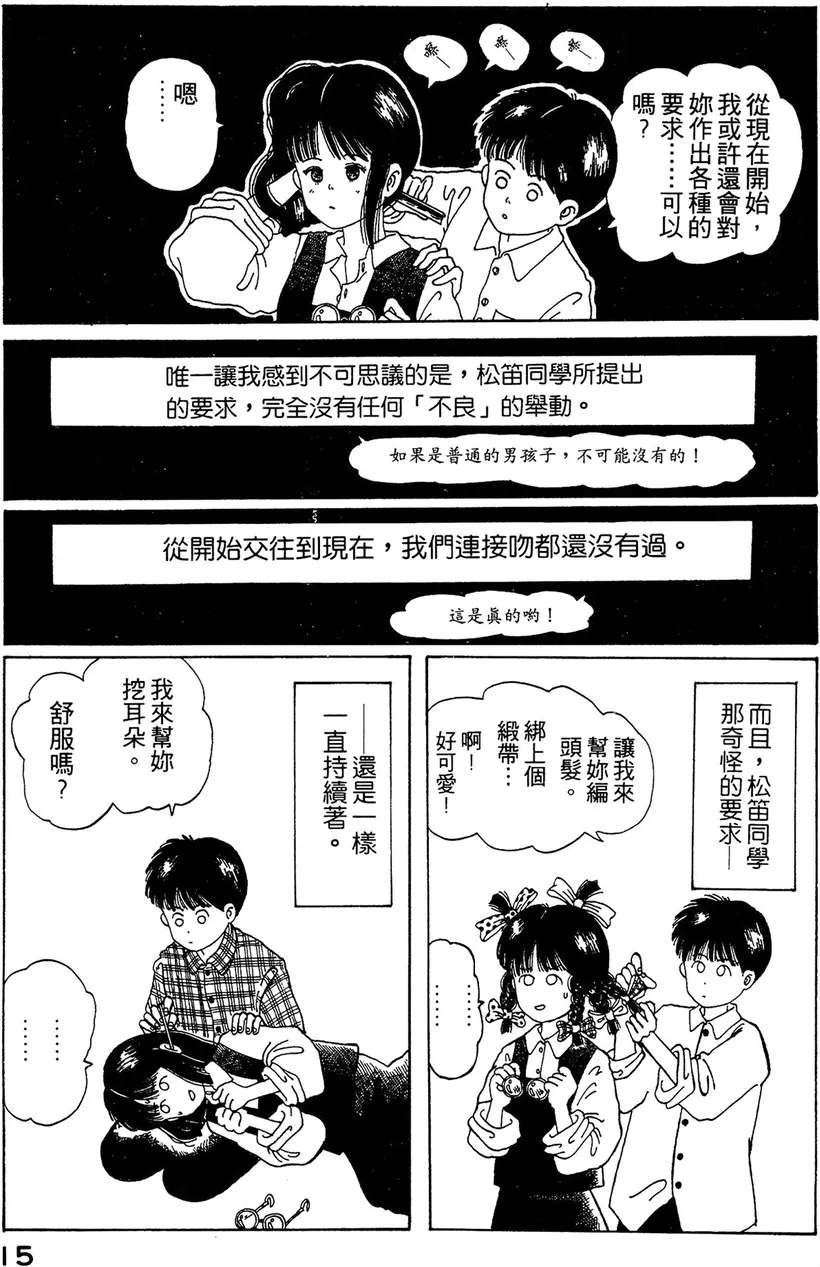 從現在開始，
我或許還會對
妳作出各種的
要求……可以
嗎？
嗯
……
唯一讓我感到不可思議的是，松笛同學所提出
的要求，完全沒有任何「不良」的舉動。
如果是普通的男孩子，不可能沒有的！
從開始交往到現在，我們連接吻都還沒有過。
這是真的喲！
而且，松笛同學
那奇怪的要求—
讓我來
幫妳編
頭髮。
綁上個
緞帶…
啊！
好可愛！
……
……
——還是一樣
一直持續著。
我來幫妳
挖耳朵。
舒服嗎？
……
……
15